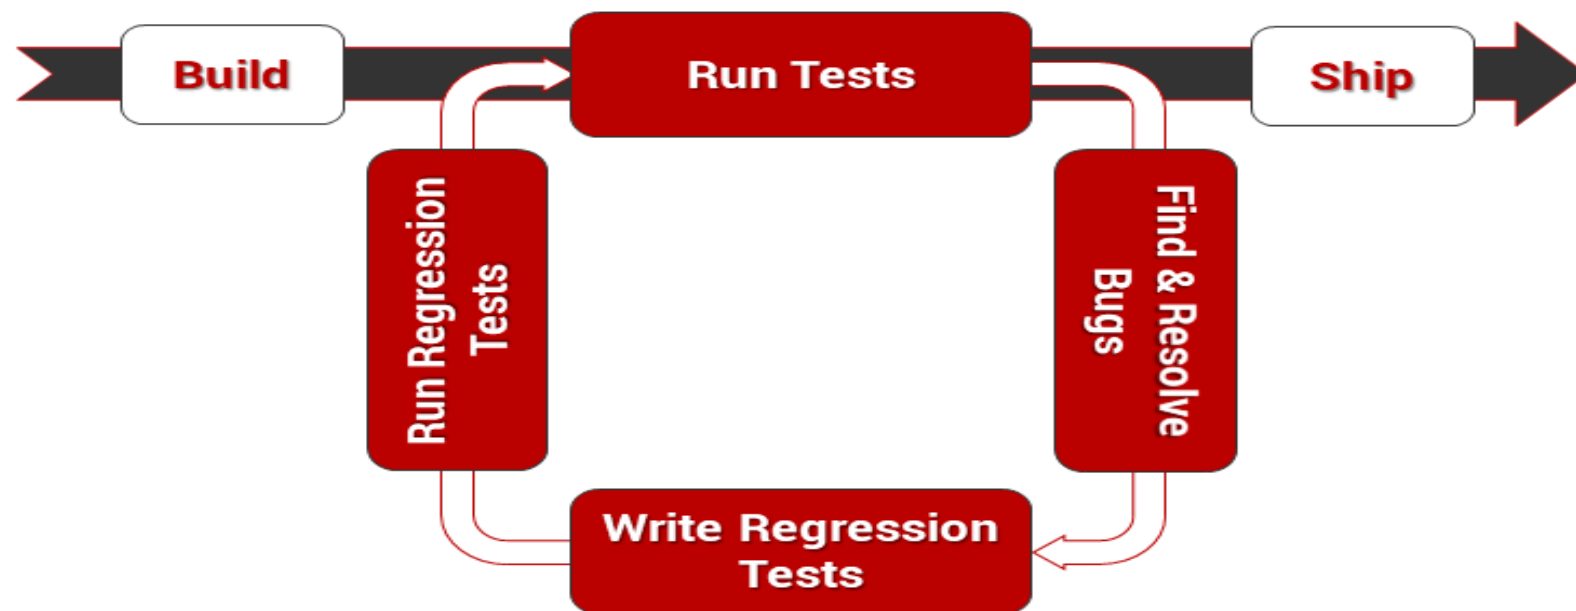 Build
Run Tests
Ship
Find & Resolve
Bugs
Write Regression
Tests
Run Regression
Tests